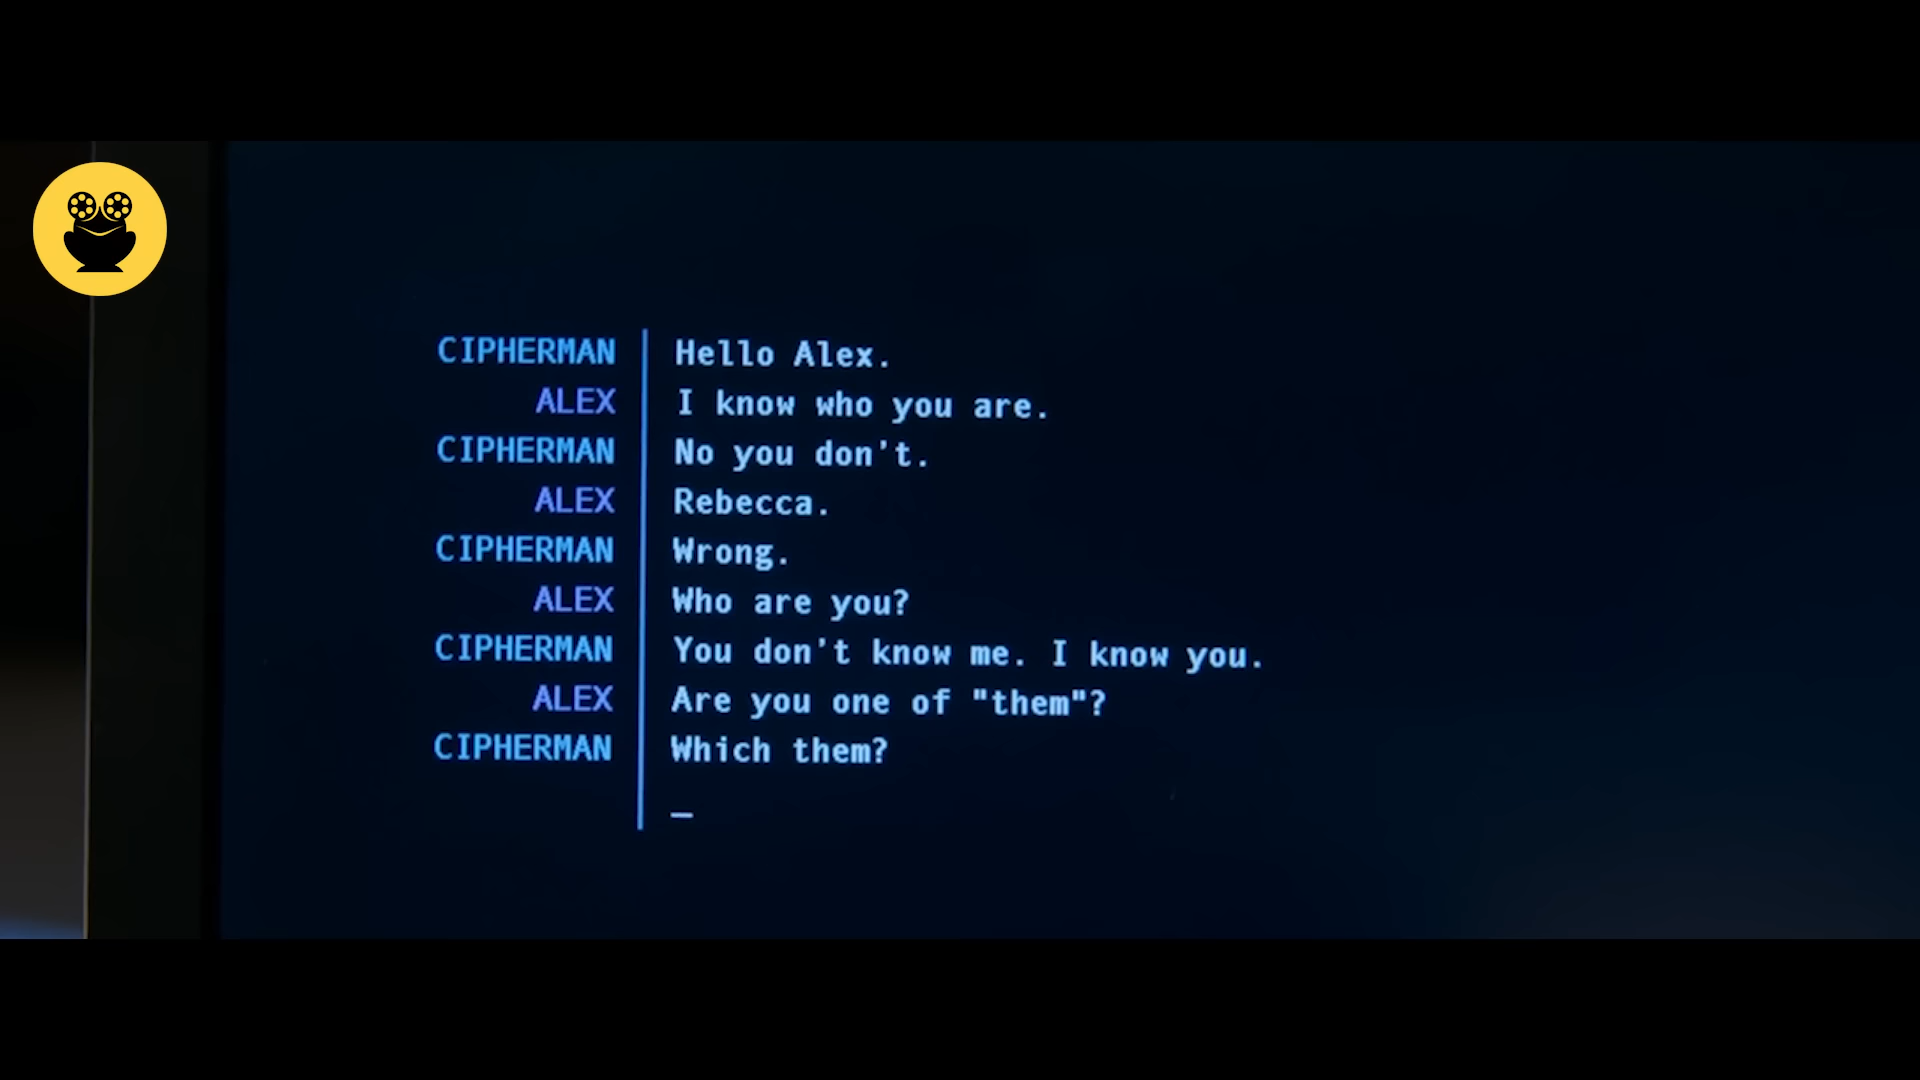 CIPHERMAN Hello Alex.
ALEX I know who you are.
CIPHERMAN No you don't.
ALEX Rebecca.
CIPHERMAN Wrong.
ALEX Who are you?
CIPHERMAN You don't know me. I know you.
ALEX Are you one of "them"?
CIPHERMAN Which them?
_